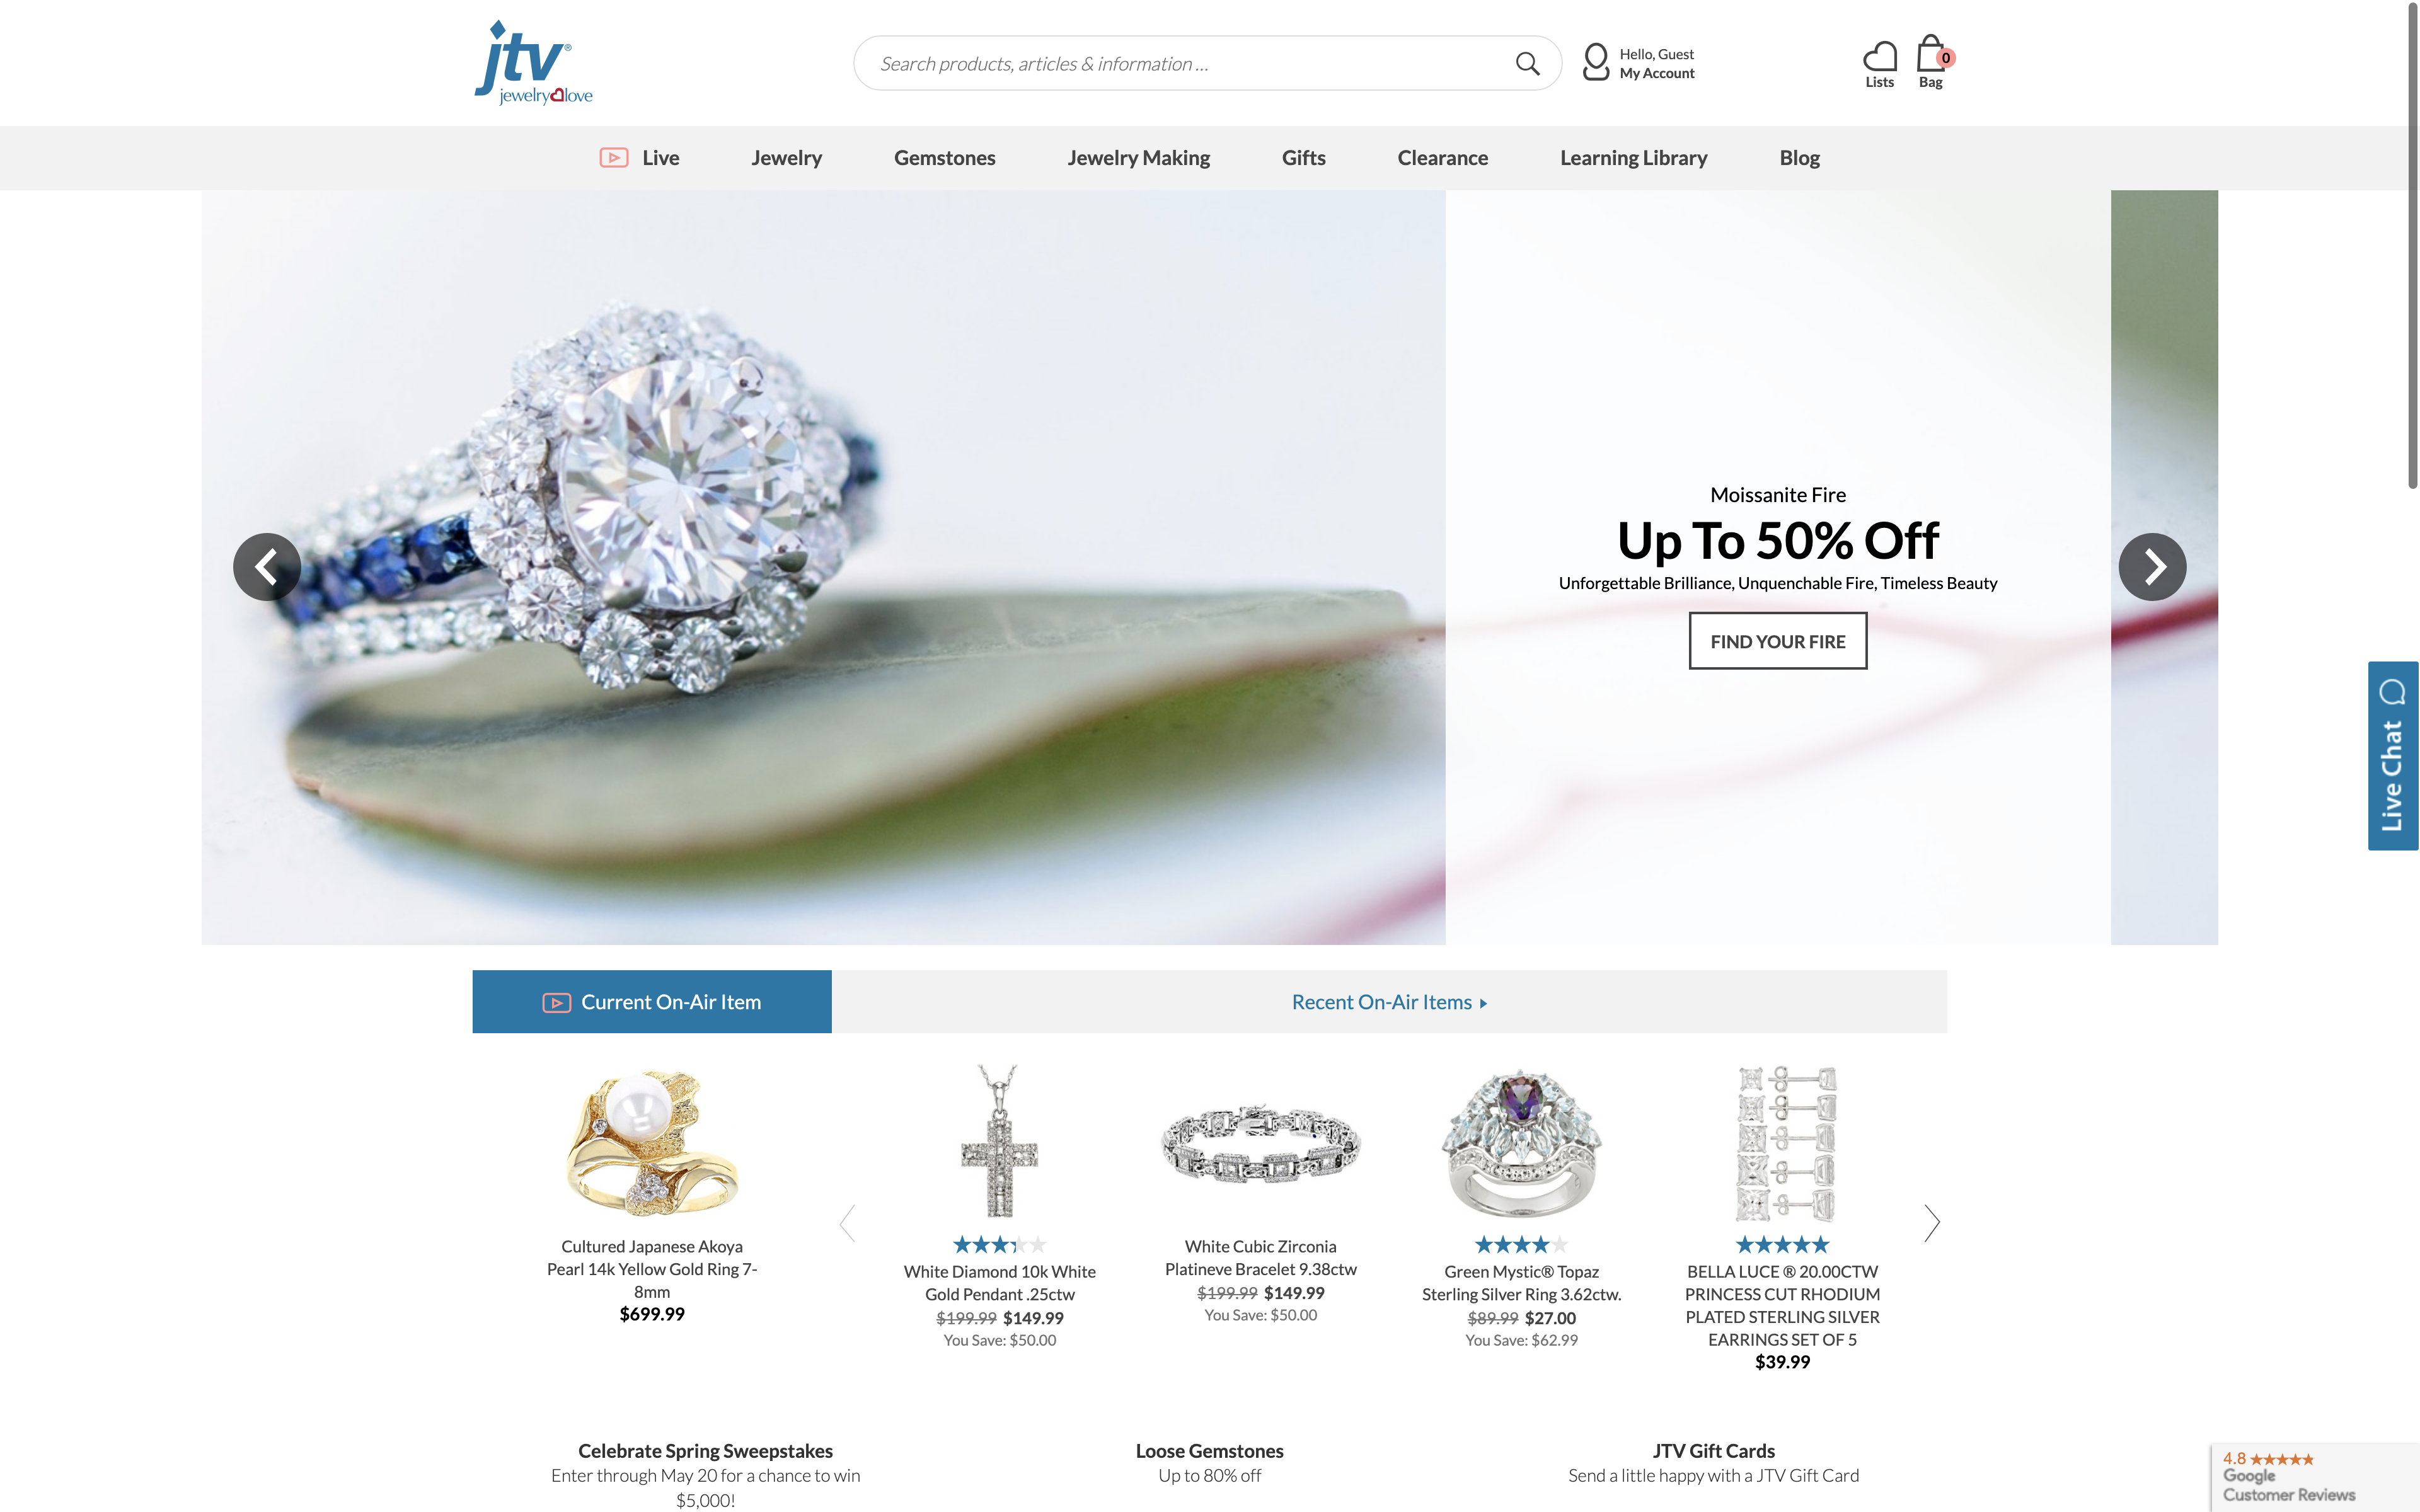 jtv®
jewelry love
Search products, articles & information ...
Hello, Guest
My Account
Lists
0
Bag
Live
Jewelry
Gemstones
Jewelry Making
Gifts
Clearance
Learning Library
Blog
Moissanite Fire
Up To 50% Off
Unforgettable Brilliance, Unquenchable Fire, Timeless Beauty
FIND YOUR FIRE
Live Chat
Current On-Air Item
Recent On-Air Items
Cultured Japanese Akoya
Pearl 14k Yellow Gold Ring 7-
8mm
$699.99
White Diamond 10k White
Gold Pendant .25ctw
$199.99 $149.99
You Save: $50.00
White Cubic Zirconia
Platineve Bracelet 9.38ctw
$199.99 $149.99
You Save: $50.00
Green Mystic® Topaz
Sterling Silver Ring 3.62ctw.
$89.99 $27.00
You Save: $62.99
BELLA LUCE ® 20.00CTW
PRINCESS CUT RHODIUM
PLATED STERLING SILVER
EARRINGS SET OF 5
$39.99
Celebrate Spring Sweepstakes
Enter through May 20 for a chance to win
$5,000!
Loose Gemstones
Up to 80% off
JTV Gift Cards
Send a little happy with a JTV Gift Card
4.8
Google
Customer Reviews